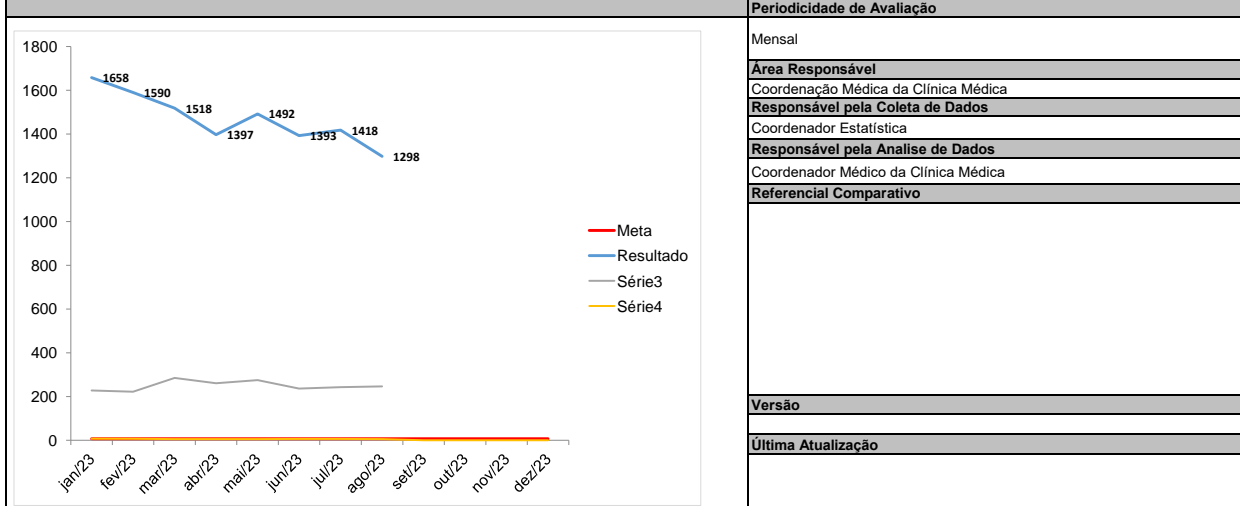 Periodicidade de Avaliação
Mensal
Área Responsável
Coordenação Médica da Clínica Médica
Responsável pela Coleta de Dados
Coordenador Estatística
Responsável pela Analise de Dados
Coordenador Médico da Clínica Médica
Referencial Comparativo
Versão
Última Atualização
1800
1600
1400
1200
1000
800
600
400
200
0
1658
1590
1518
1397
1492
1393
1418
1298
jan/23
fev/23
mar/23
abr/23
mai/23
jun/23
jul/23
ago/23
set/23
out/23
nov/23
dez/23
Meta
Resultado
Série3
Série4